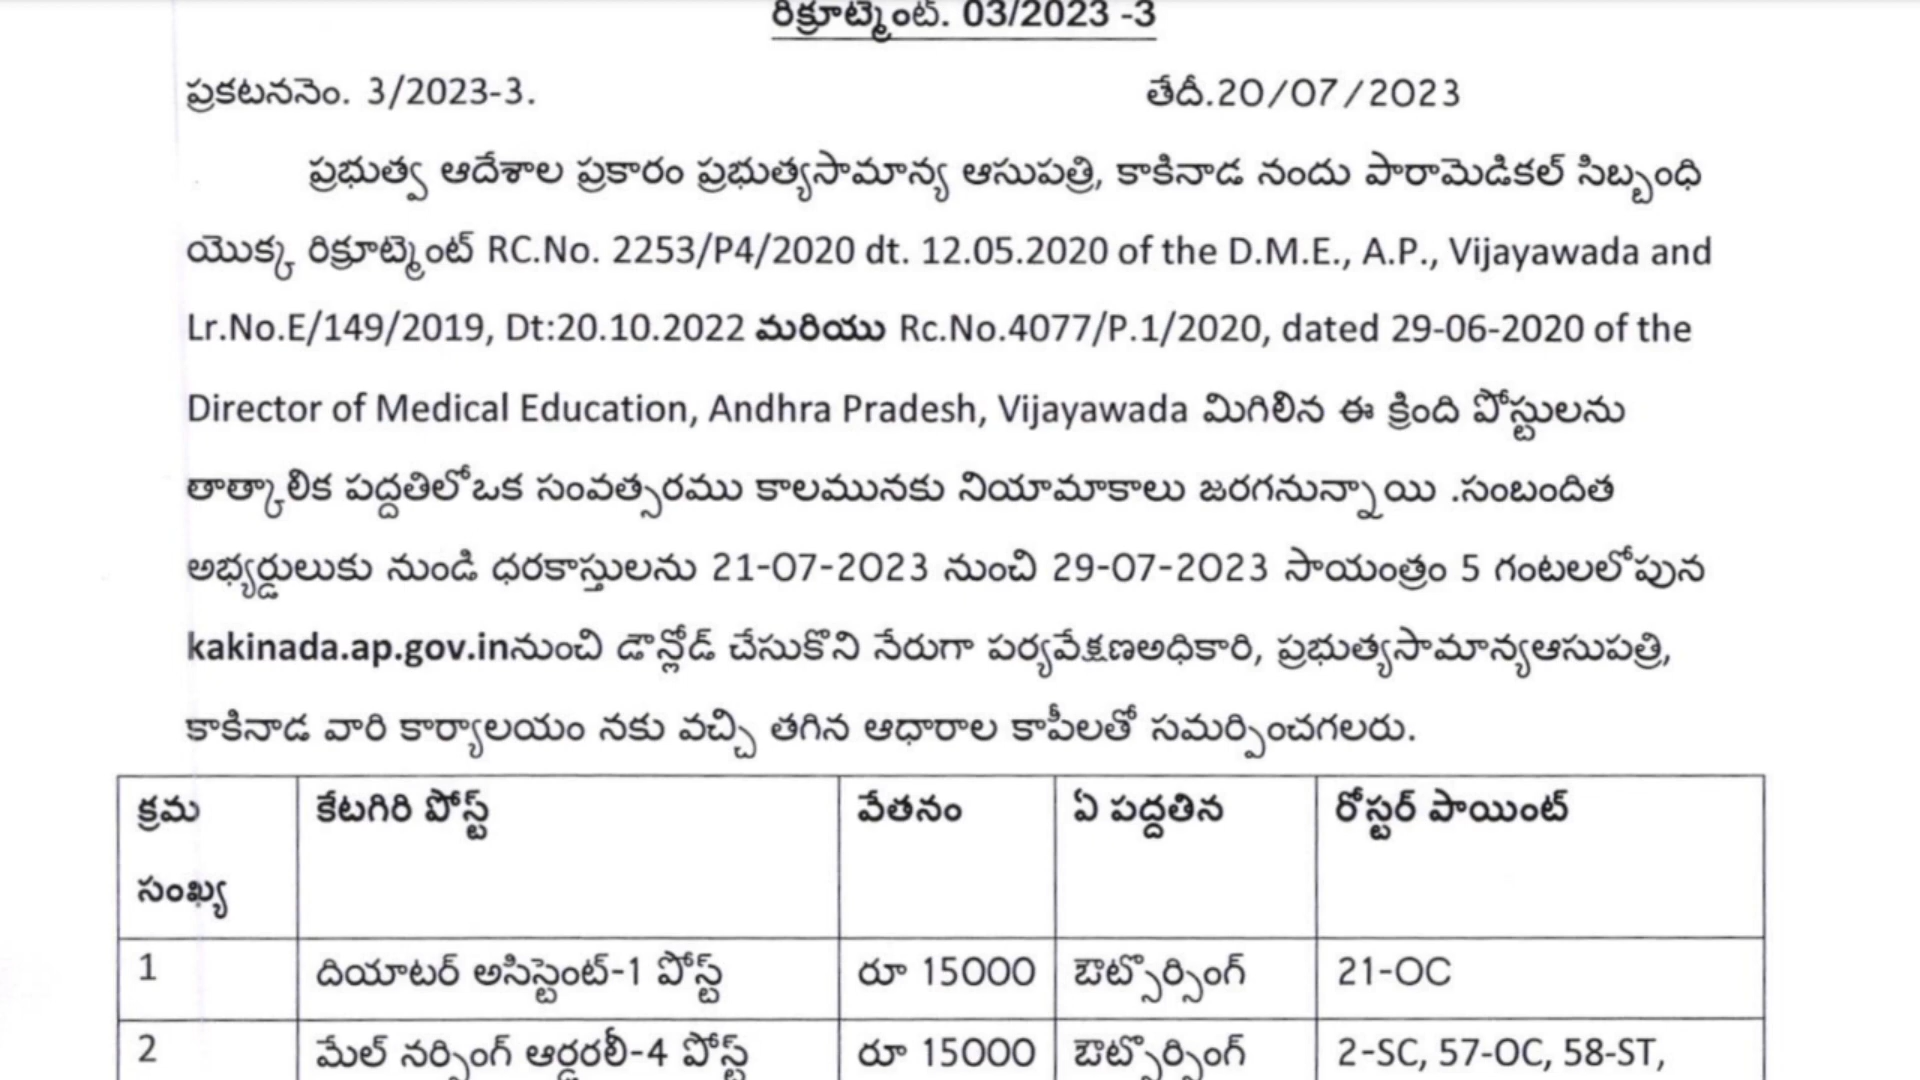 రిక్రూట్మెంట్. 03/2023 -3
ప్రకటననెం. 3/2023-3. తేదీ.20/07/2023
ప్రభుత్వ ఆదేశాల ప్రకారం ప్రభుత్యసామాన్య ఆసుపత్రి, కాకినాడ నందు పారామెడికల్ సిబ్బంధి
యొక్క రిక్రూట్మెంట్ RC.No. 2253/P4/2020 dt. 12.05.2020 of the D.M.E., A.P., Vijayawada and
Lr.No.E/149/2019, Dt:20.10.2022 మరియు Rc.No.4077/P.1/2020, dated 29-06-2020 of the
Director of Medical Education, Andhra Pradesh, Vijayawada మిగిలిన ఈ క్రింది పోస్టులను
తాత్కాలిక పద్దతిలోఒక సంవత్సరము కాలమునకు నియామాకాలు జరగనున్నాయి .సంబందిత
అభ్యర్డులుకు నుండి ధరకాస్తులను 21-07-2023 నుంచి 29-07-2023 సాయంత్రం 5 గంటలలోపున
kakinada.ap.gov.inనుంచి డౌన్లోడ్ చేసుకొని నేరుగా పర్యవేక్షణఅధికారి, ప్రభుత్యసామాన్యఆసుపత్రి,
కాకినాడ వారి కార్యాలయం నకు వచ్చి తగిన ఆధారాల కాపీలతో సమర్పించగలరు.
క్రమ సంఖ్య కేటగిరి పోస్ట్ వేతనం ఏ పద్దతిన రోస్టర్ పాయింట్
1 దియాటర్ అసిస్టెంట్-1 పోస్ట్ రూ 15000 ఔట్సోర్సింగ్ 21-OC
2 మేల్ నర్సింగ్ ఆర్డరలీ-4 పోస్ట్ రూ 15000 ఔట్సోర్సింగ్ 2-SC, 57-OC, 58-ST,